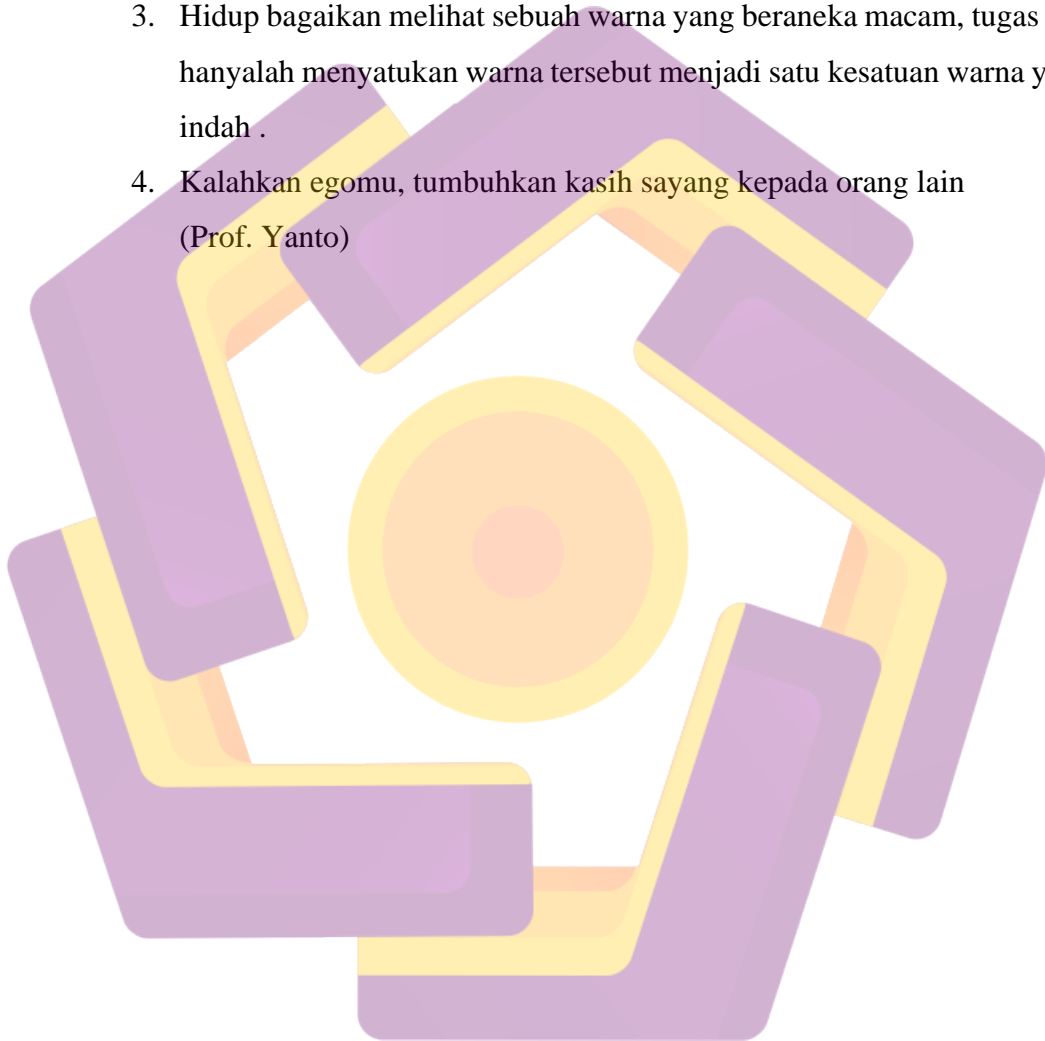 3. Hidup bagaikan melihat sebuah warna yang beraneka macam, tugas
hanyalah menyatukan warna tersebut menjadi satu kesatuan warna
indah .
4. Kalahkan egomu, tumbuhkan kasih sayang kepada orang lain
(Prof. Yanto)